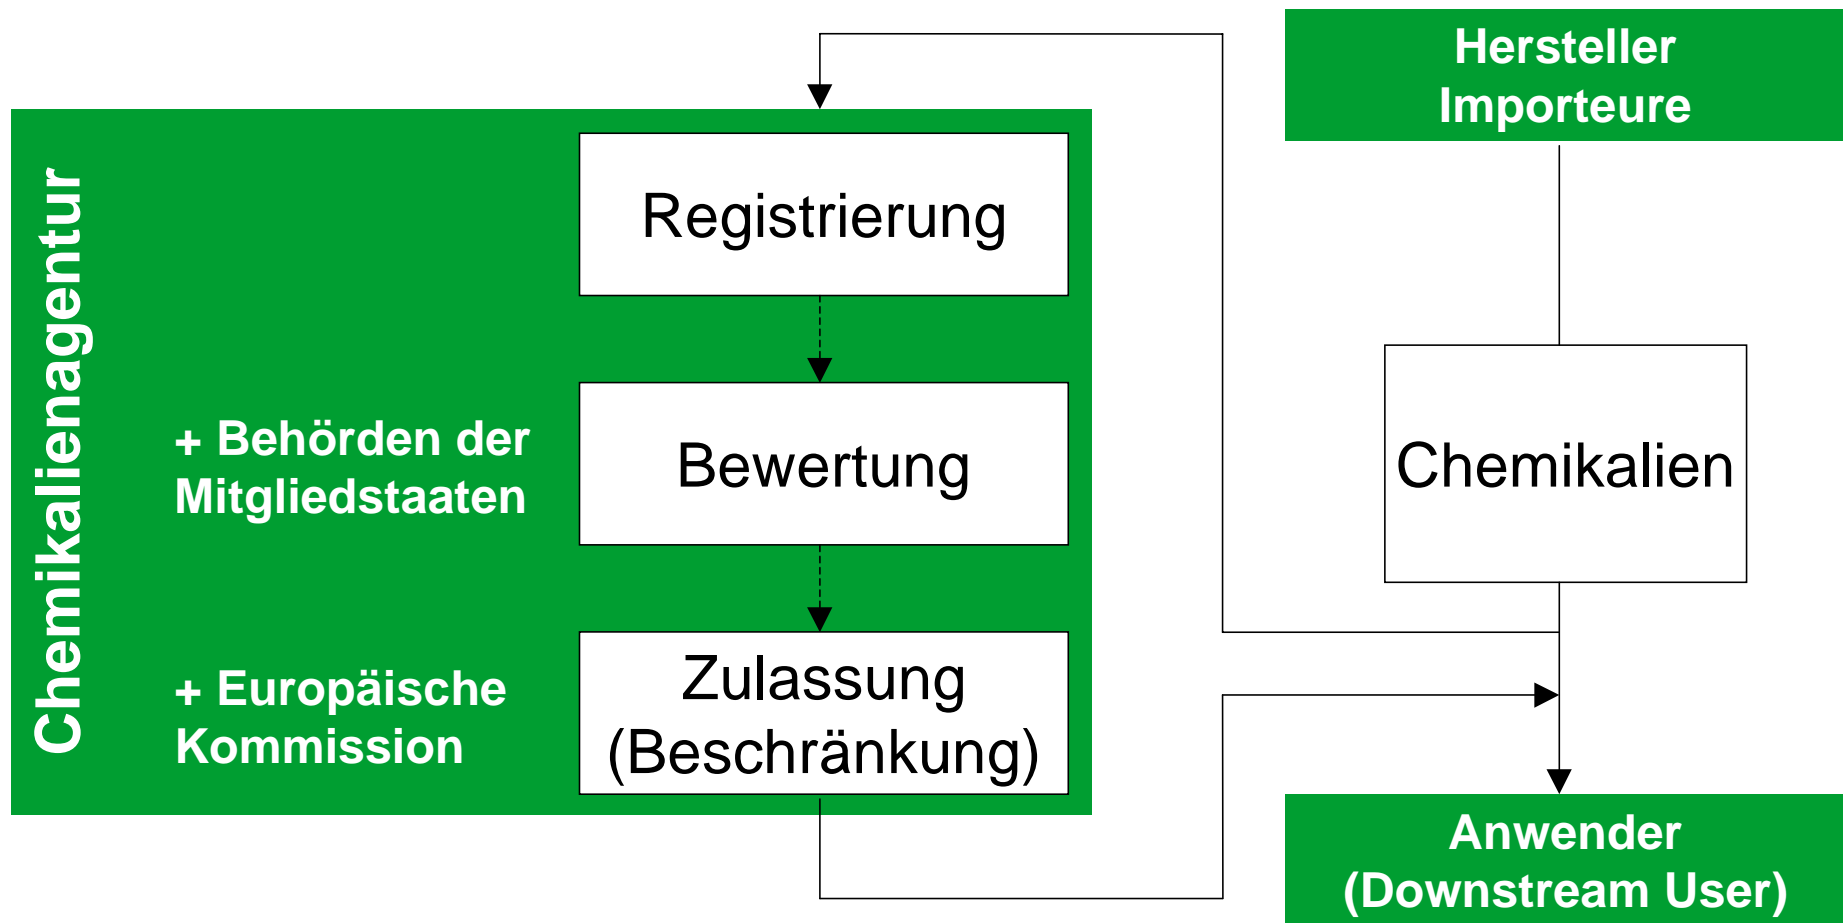 Hersteller
Importeure
Chemikalienagentur
Registrierung
+ Behörden der
Mitgliedstaaten
Bewertung
Chemikalien
+ Europäische
Kommission
Zulassung
(Beschränkung)
Anwender
(Downstream User)